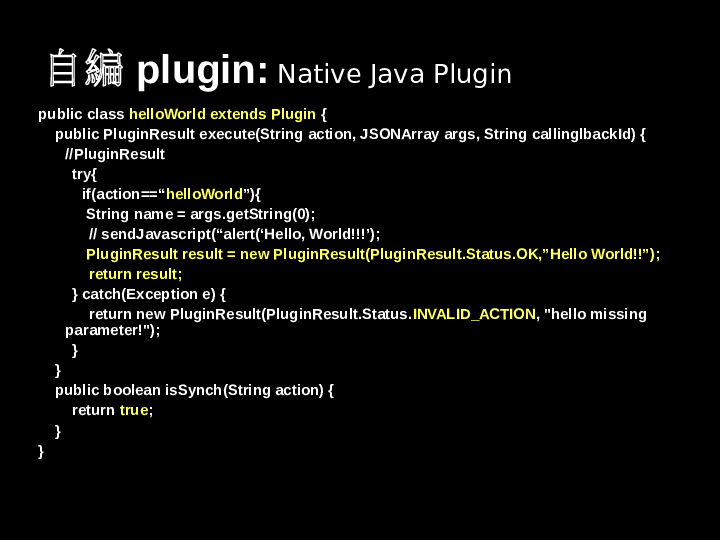 自編 plugin: Native Java Plugin
public class helloWorld extends Plugin {
public PluginResult execute(String action, JSONArray args, String callinglbackId) {
//PluginResult
try{
if(action==“helloWorld”){
String name = args.getString(0);
// sendJavascript(“alert(‘Hello, World!!!’);
PluginResult result = new PluginResult(PluginResult.Status.OK,”Hello World!!”);
return result;
} catch(Exception e) {
return new PluginResult(PluginResult.Status.INVALID_ACTION, "hello missing
parameter!");
}
}
public boolean isSynch(String action) {
return true;
}
}